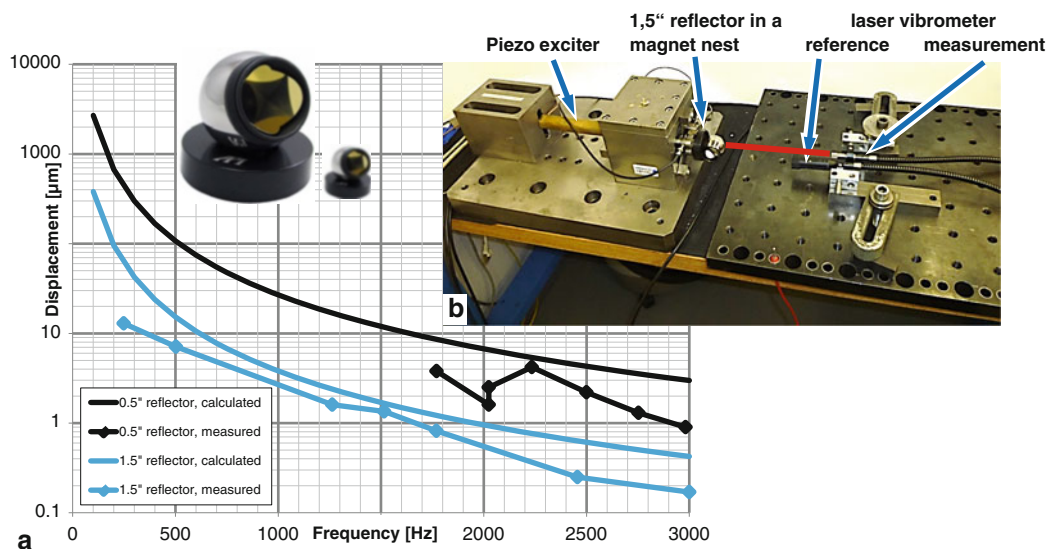 1,5“ reflector in a
magnet nest
laser vibrometer
reference
measurement
Piezo exciter
10000
1000
100
10
1
0.1
Displacement [µm]
0.5" reflector, calculated
0.5" reflector, measured
1.5" reflector, calculated
1.5" reflector, measured
0
500
1000
1500
2000
2500
3000
Frequency [Hz]
a
b